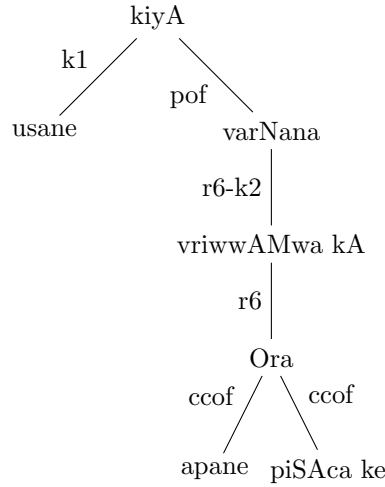 kiyA
k1
pof
usane
varNana
r6-k2
vriwwAMwa kA
r6
Ora
ccof
ccof
apane
piSAca ke